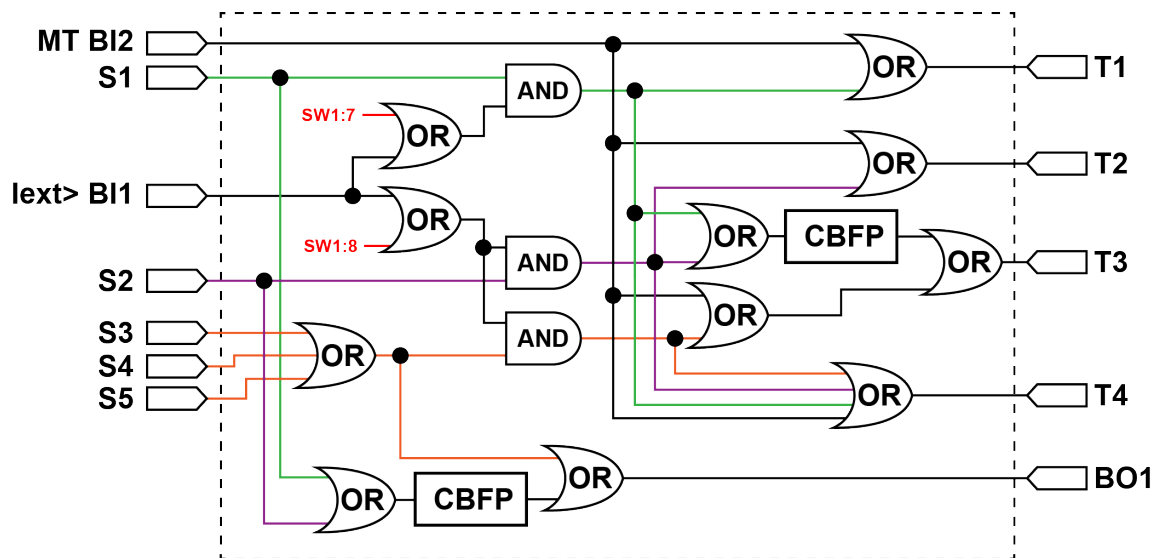 MT BI2
S1
Iext> BI1
S2
S3
S4
S5
SW1:7
OR
OR
SW1:8
OR
OR
CBFP
OR
AND
AND
AND
OR
OR
OR
CBFP
OR
OR
OR
T1
T2
T3
T4
BO1